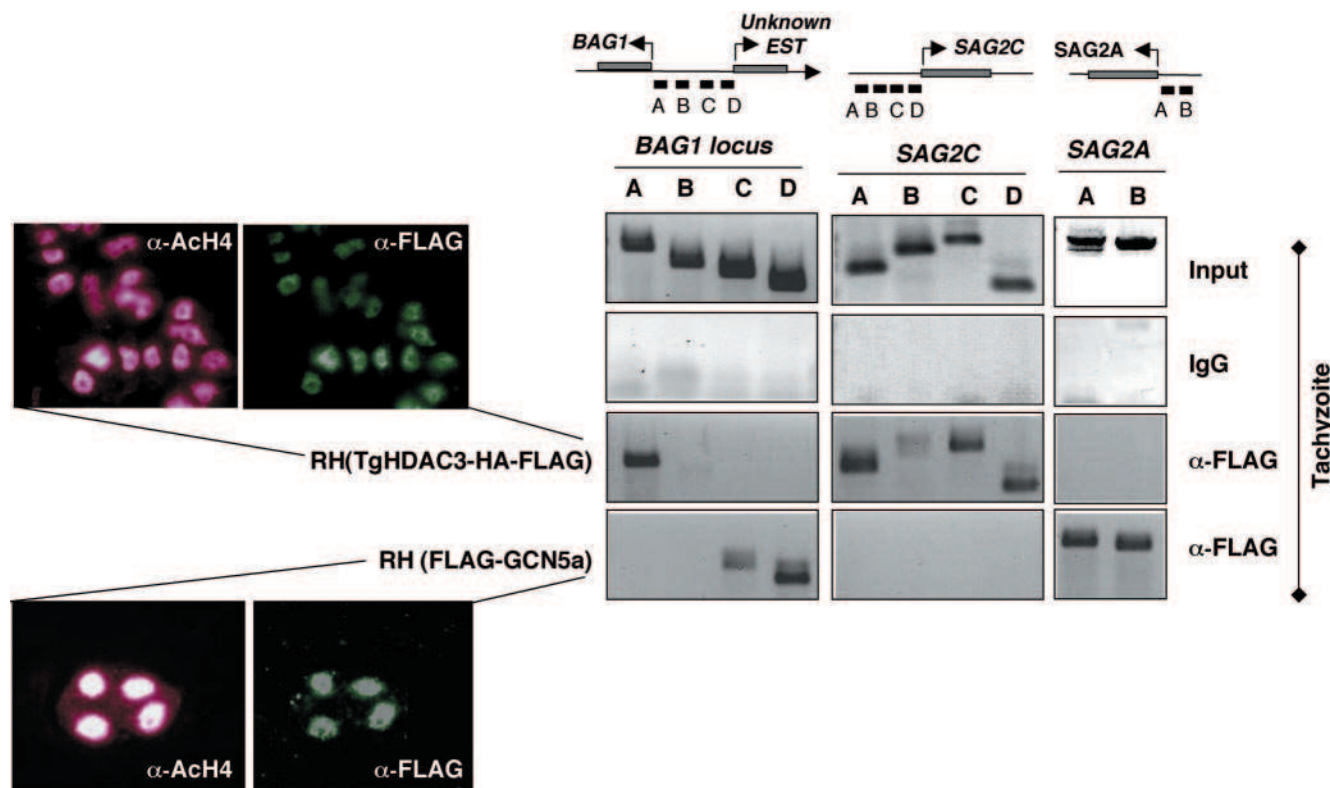 BAG1
Unknown
EST
SAG2C
SAG2A
A B C D
A B C D
A B
BAG1 locus
SAG2C
SAG2A
A B C D
A B C D
A B
α-AcH4
α-FLAG
Input
IgG
RH(TgHDAC3-HA-FLAG)
α-FLAG
RH (FLAG-GCN5a)
α-FLAG
Tachyzoite
α-AcH4
α-FLAG